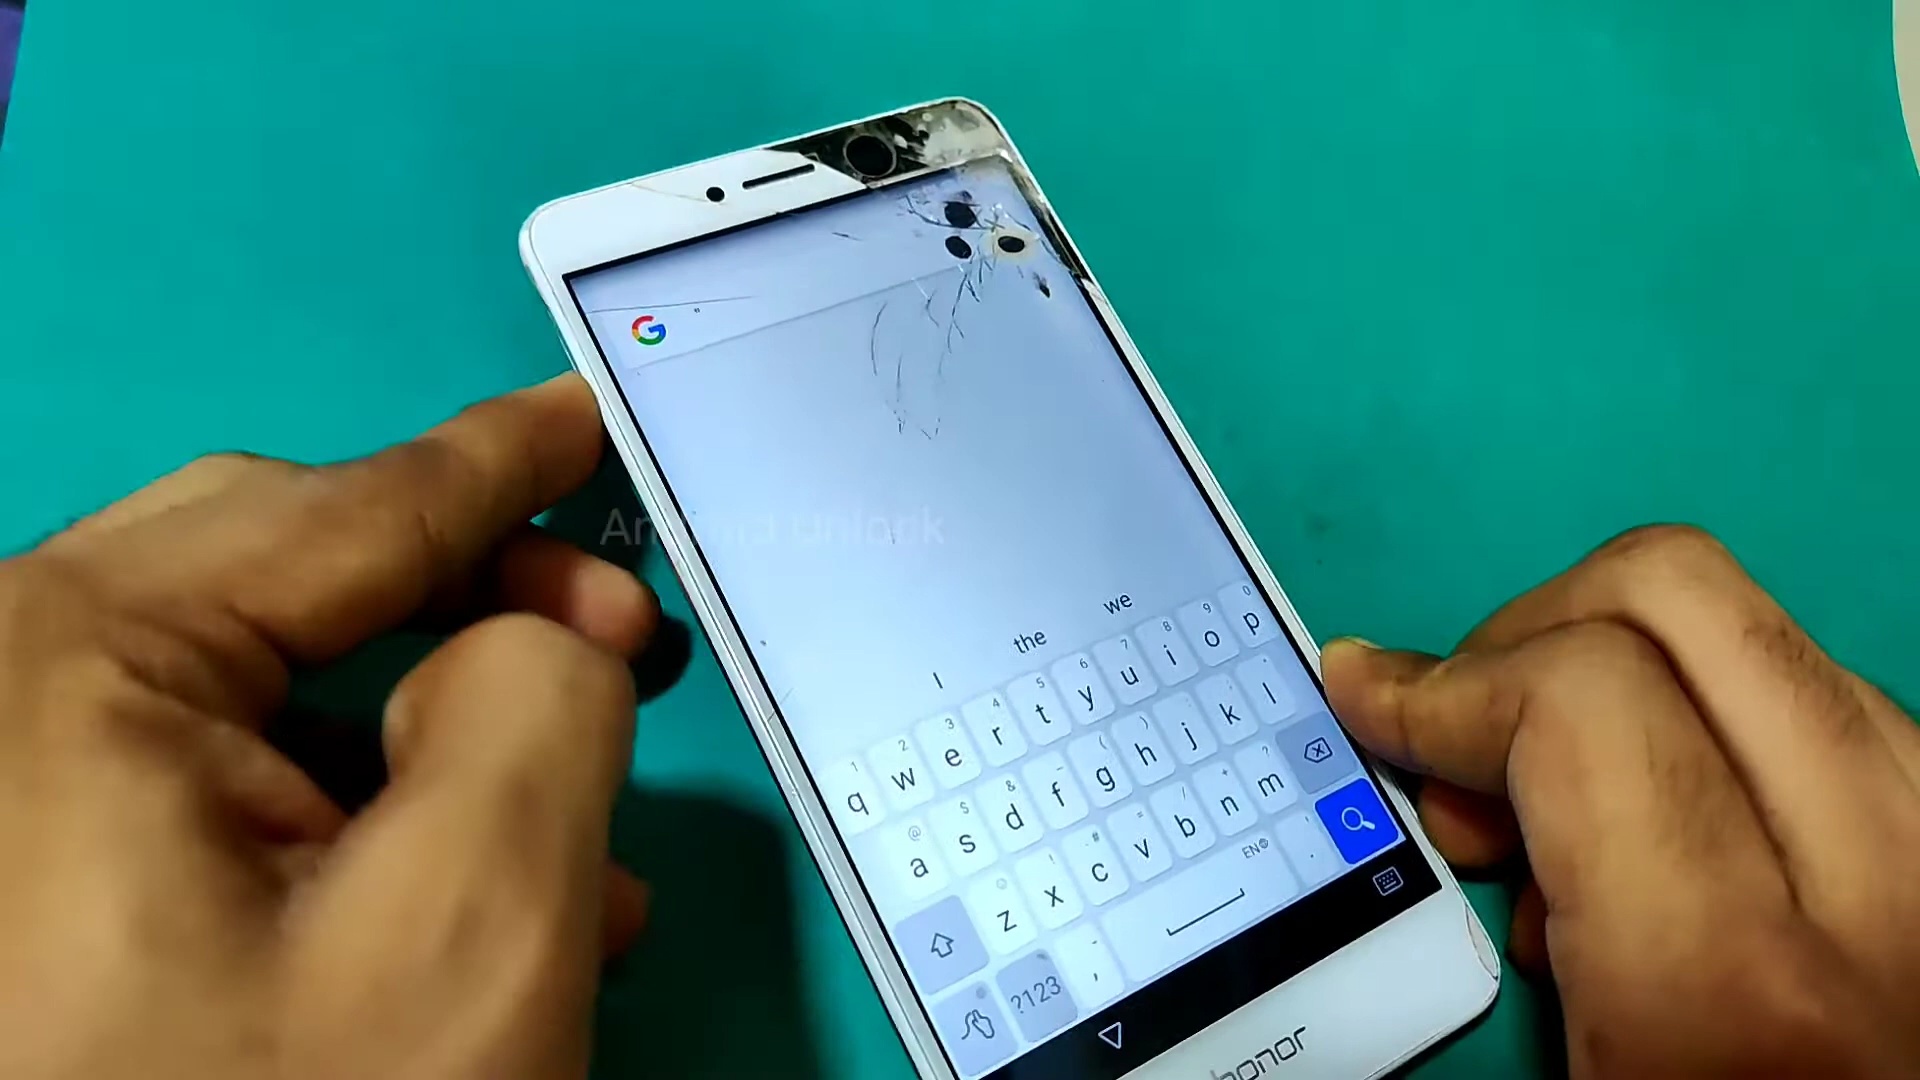 G
I the we
1 2 3 4 5 6 7 8 9 0
q w e r t y u i o p
@ $ & - ( )
a s d f g h j k l
! # = / + ?
z x c v b n m
?123 , EN .
honor